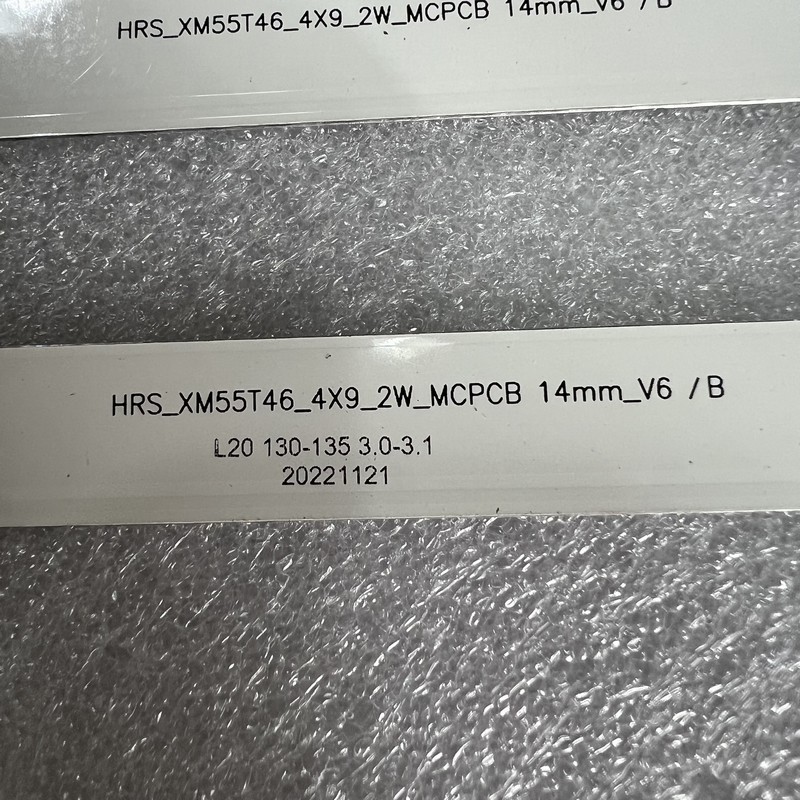 HRS_XM55T46_4X9_2W_MCPCB 14mm_V6 / B
HRS_XM55T46_4X9_2W_MCPCB 14mm_V6 / B
L20 130-135 3.0-3.1
20221121